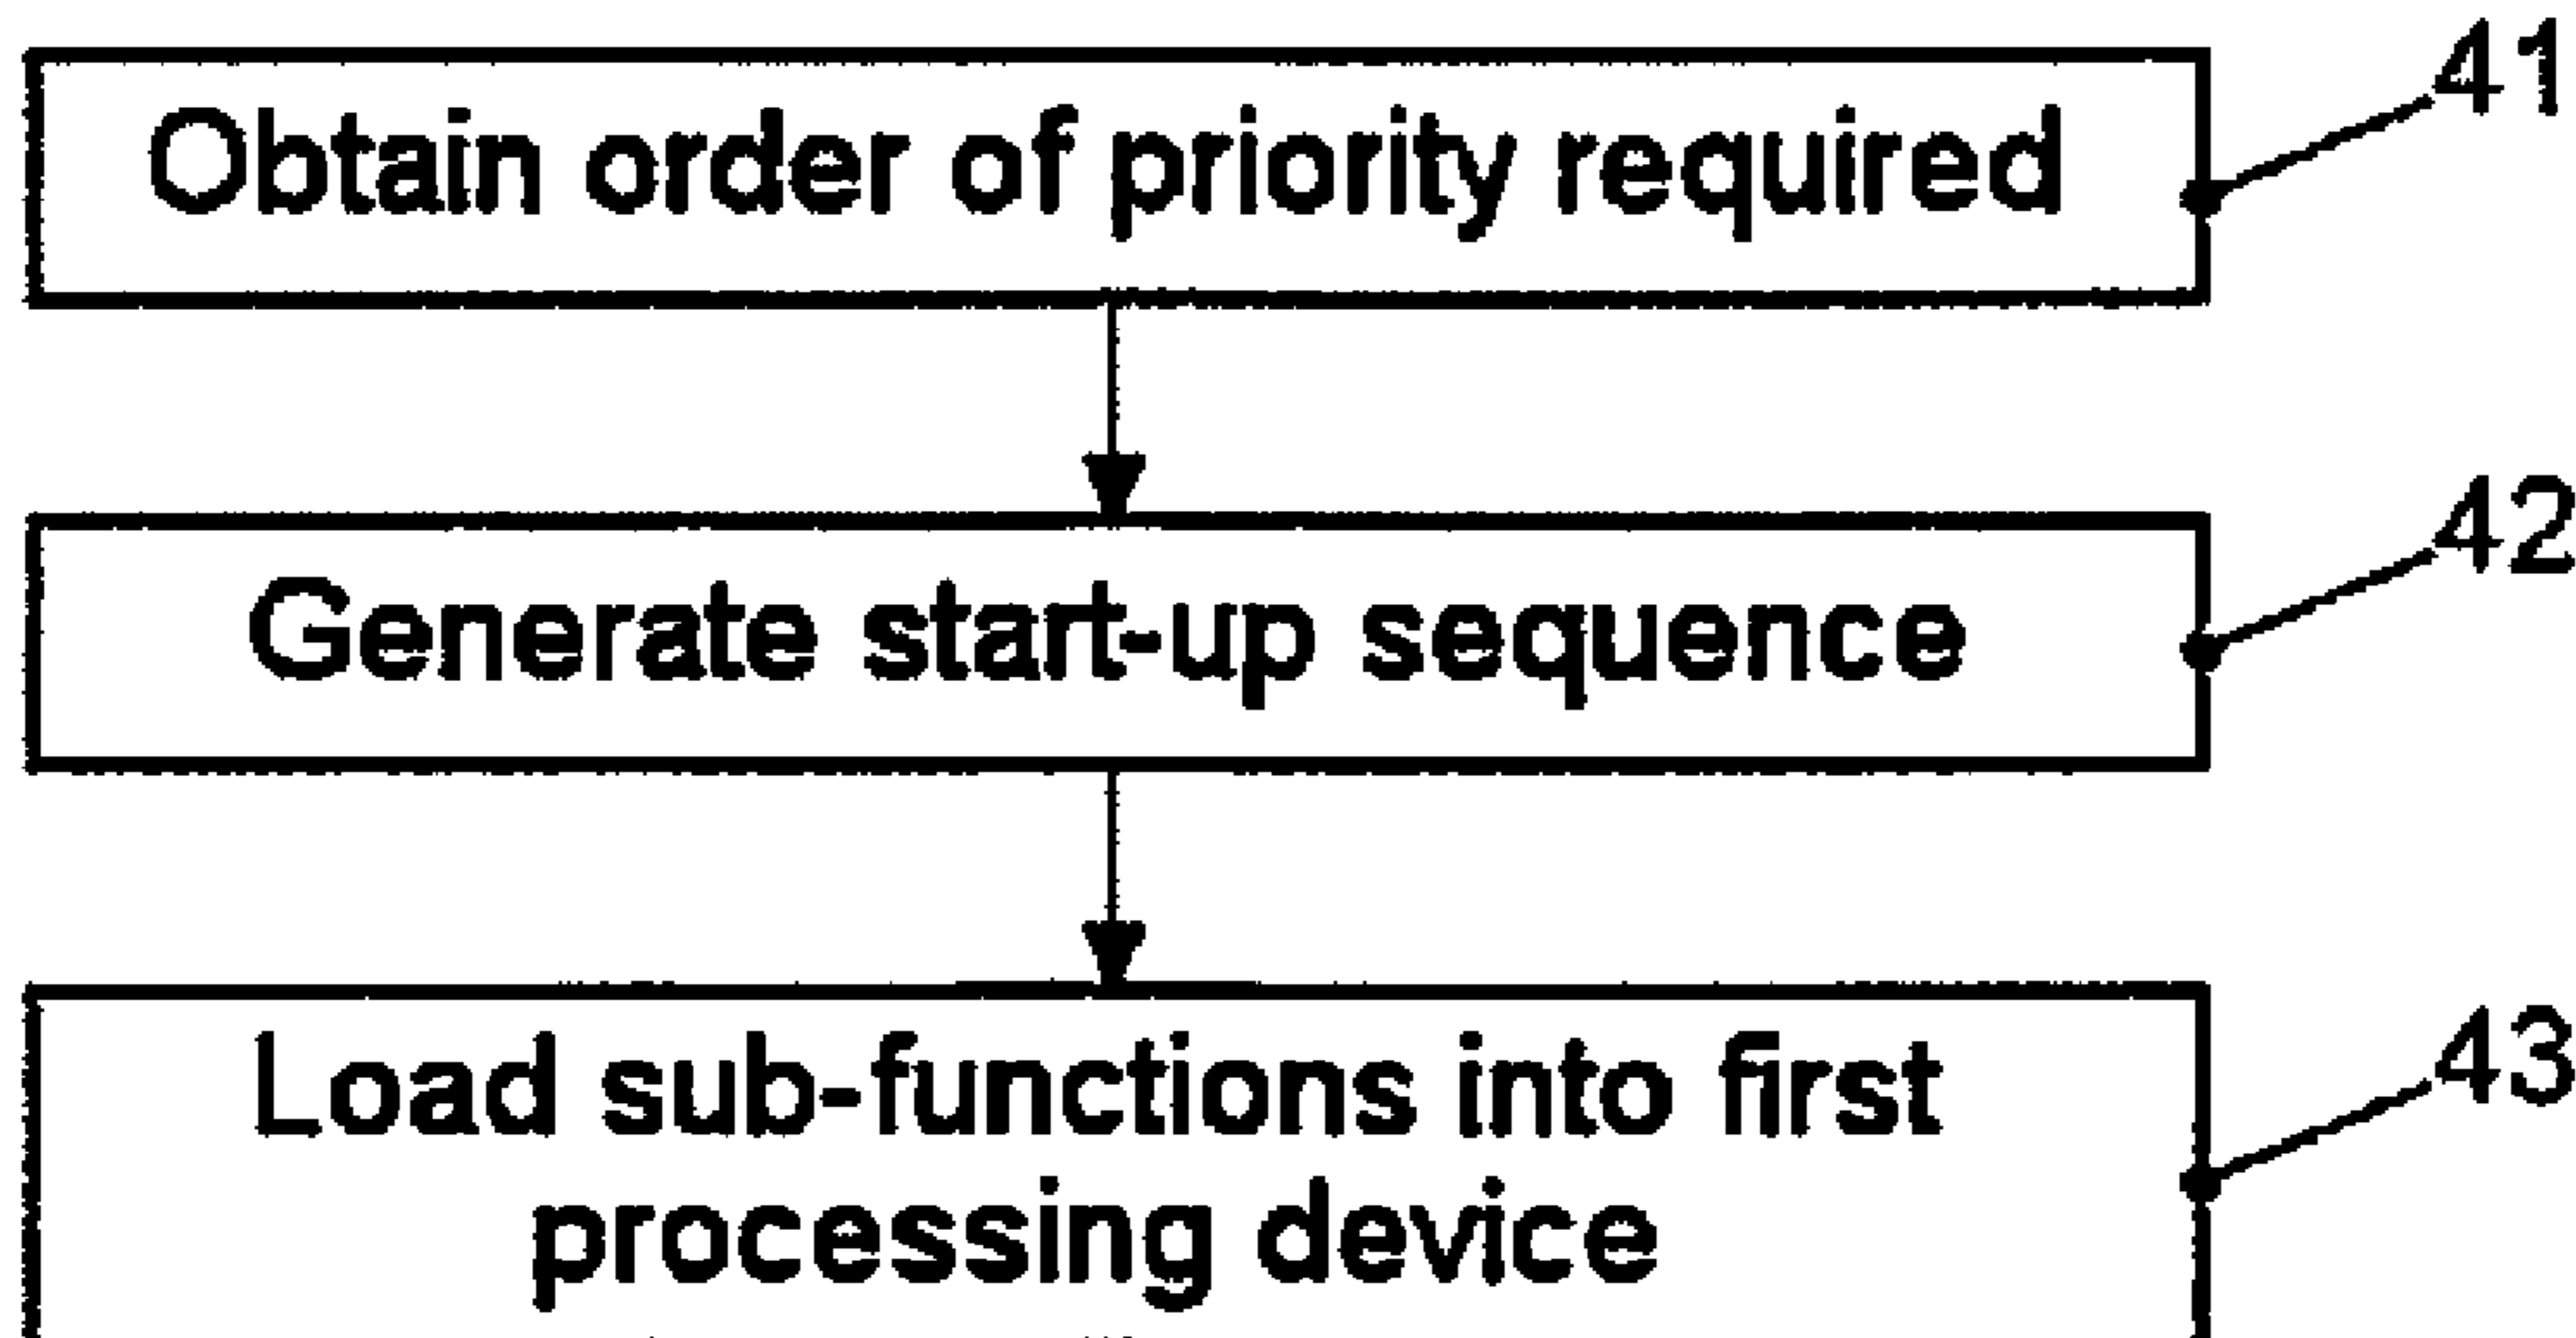 41
Obtain order of priority required
42
Generate start-up sequence
43
Load sub-functions into first
processing device